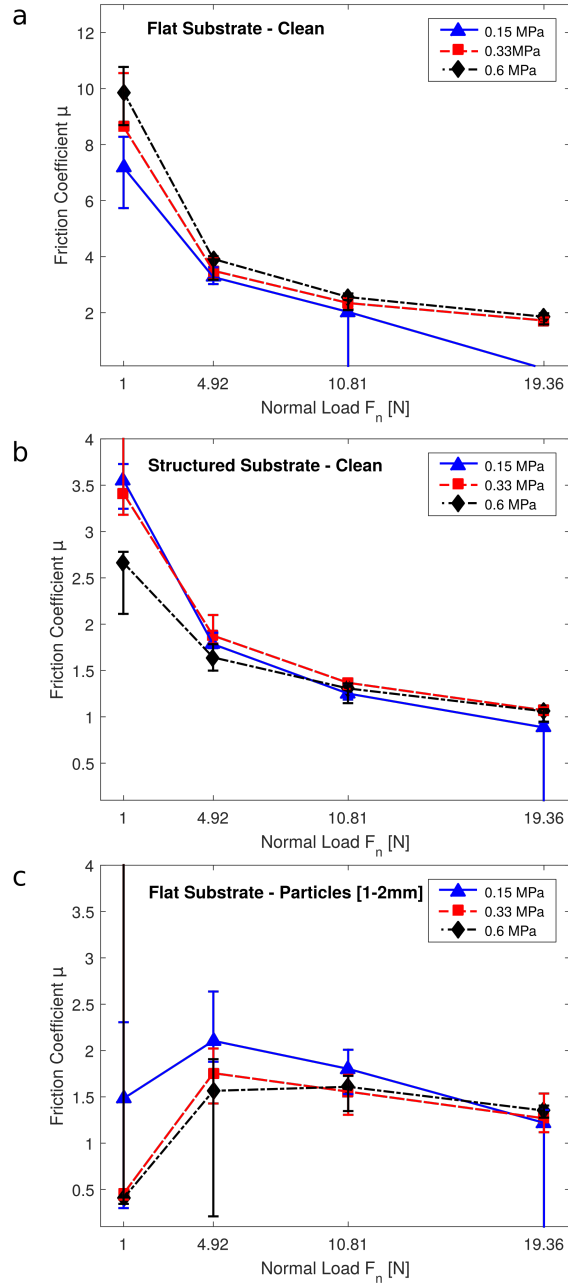 a
Flat Substrate - Clean
0.15 MPa
0.33MPa
0.6 MPa
12
10
8
6
4
2
Friction Coefficient μ
1 4.92 10.81 19.36
Normal Load Fn [N]
b
Structured Substrate - Clean
0.15 MPa
0.33 MPa
0.6 MPa
4
3.5
3
2.5
2
1.5
1
0.5
Friction Coefficient μ
1 4.92 10.81 19.36
Normal Load Fn [N]
c
Flat Substrate - Particles [1-2mm]
0.15 MPa
0.33 MPa
0.6 MPa
4
3.5
3
2.5
2
1.5
1
0.5
Friction Coefficient μ
1 4.92 10.81 19.36
Normal Load Fn [N]